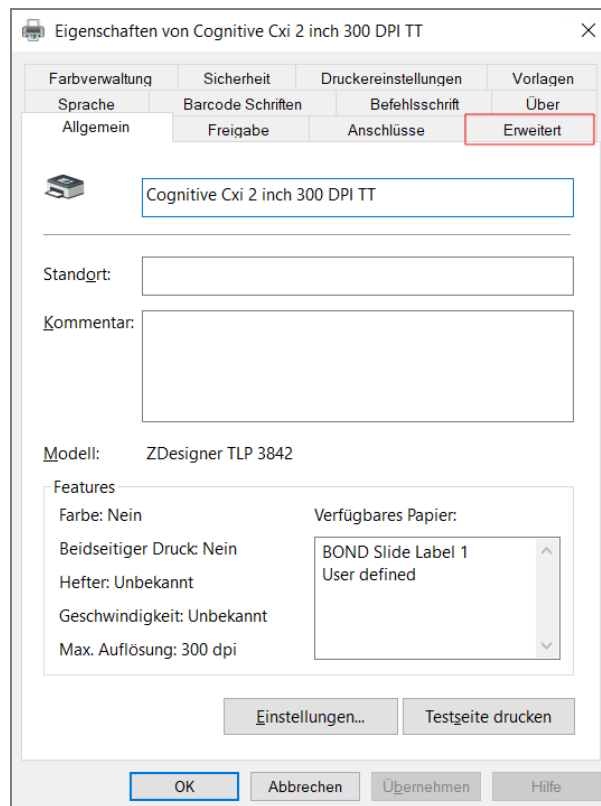 Eigenschaften von Cognitive Cxi 2 inch 300 DPI TT
Farbverwaltung Sicherheit Druckereinstellungen Vorlagen
Sprache Barcode Schriften Befehlsschrift Über
Allgemein Freigabe Anschlüsse Erweitert
Cognitive Cxi 2 inch 300 DPI TT
Standort:
Kommentar:
Modell: ZDesigner TLP 3842
Features
Farbe: Nein Verfügbares Papier:
Beidseitiger Druck: Nein BOND Slide Label 1
Hefter: Unbekannt User defined
Geschwindigkeit: Unbekannt
Max. Auflösung: 300 dpi
Einstellungen... Testseite drucken
OK Abbrechen Übernehmen Hilfe